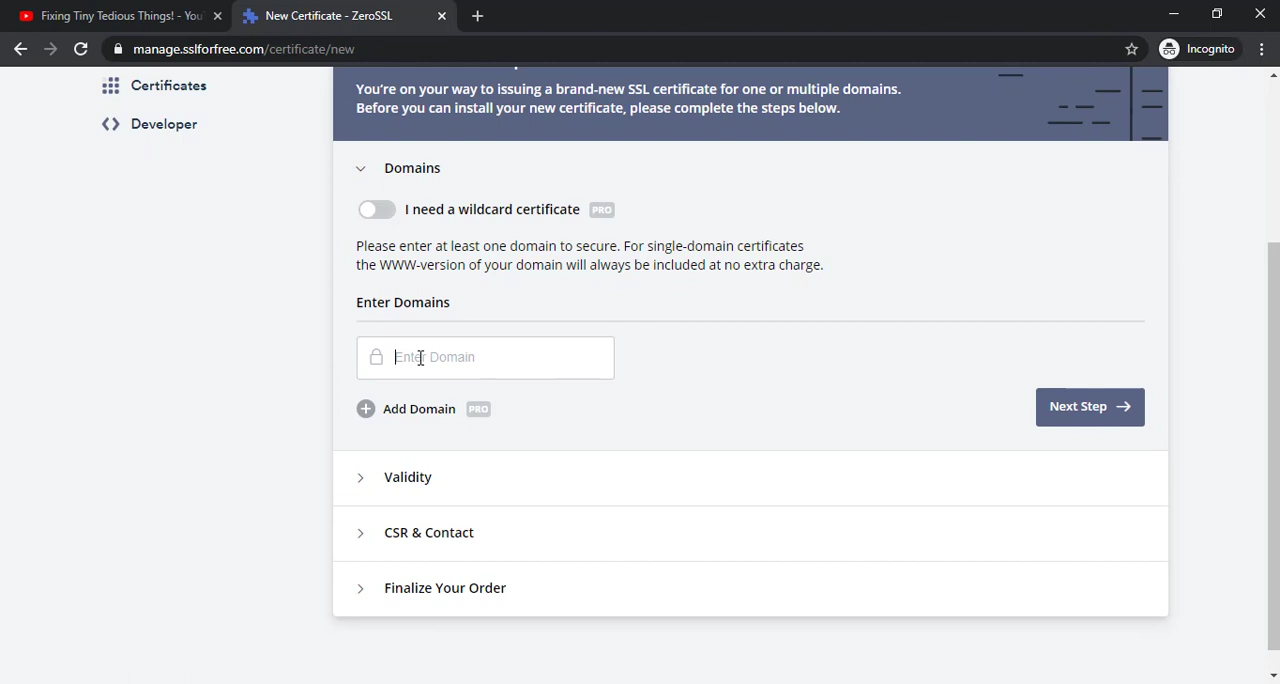 Fixing Tiny Tedious Things! - You
New Certificate - ZeroSSL
manage.sslforfree.com/certificate/new
Incognito
Certificates
You're on your way to issuing a brand-new SSL certificate for one or multiple domains.
Before you can install your new certificate, please complete the steps below.
Developer
Domains
I need a wildcard certificate PRO
Please enter at least one domain to secure. For single-domain certificates
the WWW-version of your domain will always be included at no extra charge.
Enter Domains
Enter Domain
Add Domain PRO
Next Step
Validity
CSR & Contact
Finalize Your Order